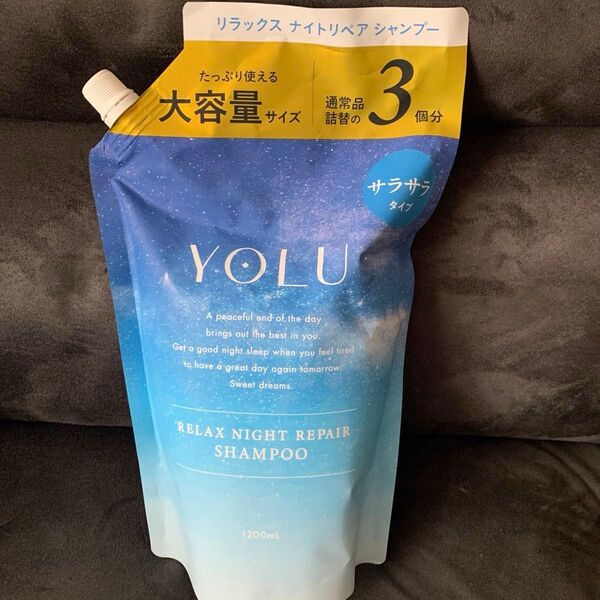 リラックス ナイトリペア シャンプー
たっぷり使える
大容量サイズ
通常品
詰替の
3個分
サラサラ
タイプ
YOLU
A peaceful end of the day
brings out the best in you.
Get a good night sleep when you feel tired
to have a great day again tomorrow.
Sweet dreams.
RELAX NIGHT REPAIR
SHAMPOO
1200mL